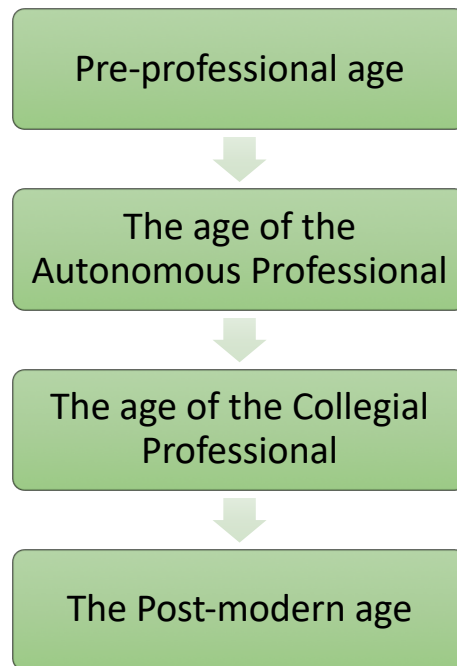 Pre-professional age
The age of the
Autonomous Professional
The age of the Collegial
Professional
The Post-modern age